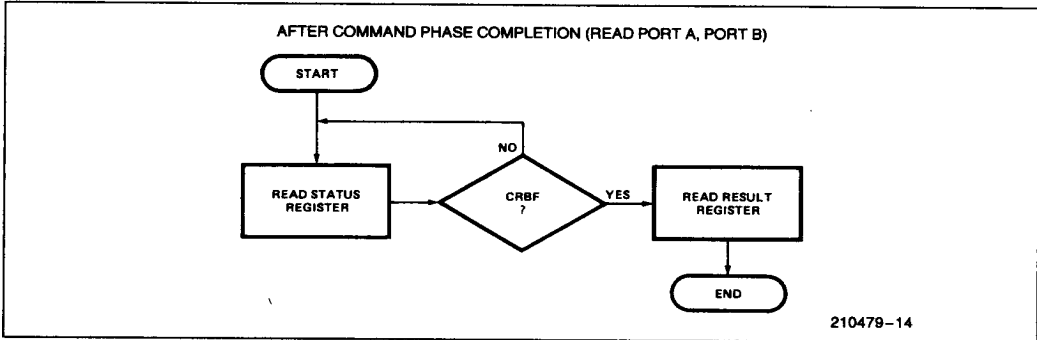 AFTER COMMAND PHASE COMPLETION (READ PORT A, PORT B)
START
NO
READ STATUS
REGISTER
CRBF
?
YES
READ RESULT
REGISTER
END
210479-14